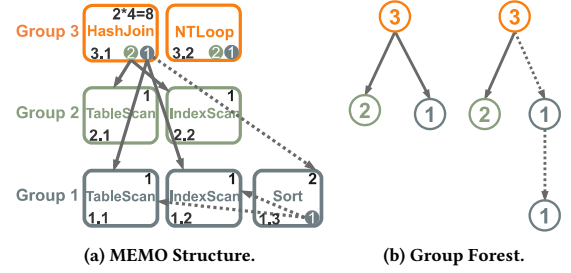 2*4=8
Group 3 HashJoin NTLoop
3.1 2 1 3.2 2 1
1 1
Group 2 TableScan IndexScan
2.1 2.2
1 1 2
Group 1 TableScan IndexScan Sort
1.1 1.2 1.3 1
(a) MEMO Structure.
3 3
2 1 2 1
1
(b) Group Forest.